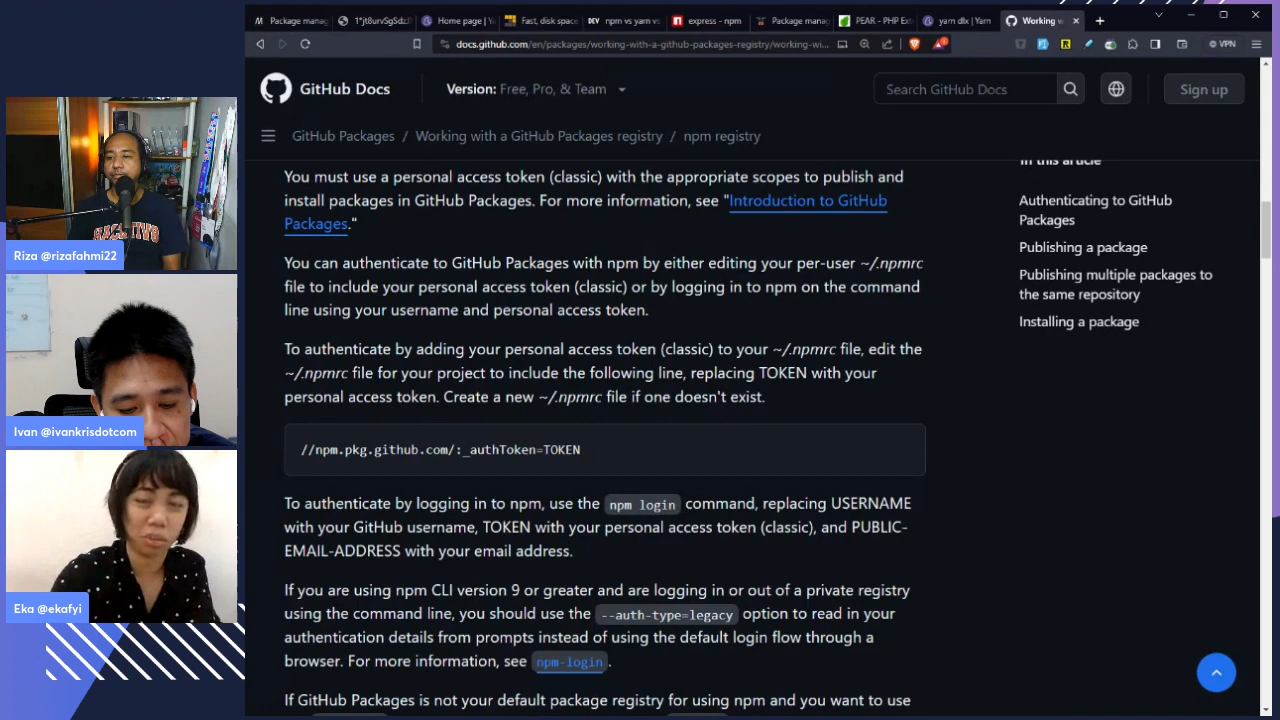 Package manag
1*jt8urvSgSdzJ
Home page | Ya
Fast, disk space
DEV npm vs yarn vs
express - npm
Package manag
PEAR - PHP Ext
yarn dlx | Yarn
Working w
docs.github.com/en/packages/working-with-a-github-packages-registry/working-wi...
VPN
GitHub Docs
Version: Free, Pro, & Team
Search GitHub Docs
Sign up
GitHub Packages / Working with a GitHub Packages registry / npm registry
In this article
You must use a personal access token (classic) with the appropriate scopes to publish and
install packages in GitHub Packages. For more information, see "Introduction to GitHub
Packages."
You can authenticate to GitHub Packages with npm by either editing your per-user ~/.npmrc
file to include your personal access token (classic) or by logging in to npm on the command
line using your username and personal access token.
To authenticate by adding your personal access token (classic) to your ~/.npmrc file, edit the
~/.npmrc file for your project to include the following line, replacing TOKEN with your
personal access token. Create a new ~/.npmrc file if one doesn't exist.
//npm.pkg.github.com/:_authToken=TOKEN
To authenticate by logging in to npm, use the npm login command, replacing USERNAME
with your GitHub username, TOKEN with your personal access token (classic), and PUBLIC-
EMAIL-ADDRESS with your email address.
If you are using npm CLI version 9 or greater and are logging in or out of a private registry
using the command line, you should use the --auth-type=legacy option to read in your
authentication details from prompts instead of using the default login flow through a
browser. For more information, see npm-login.
If GitHub Packages is not your default package registry for using npm and you want to use
Authenticating to GitHub
Packages
Publishing a package
Publishing multiple packages to
the same repository
Installing a package
HACKTIV8
Riza @rizafahmi22
Ivan @ivankrisdotcom
Eka @ekafyi